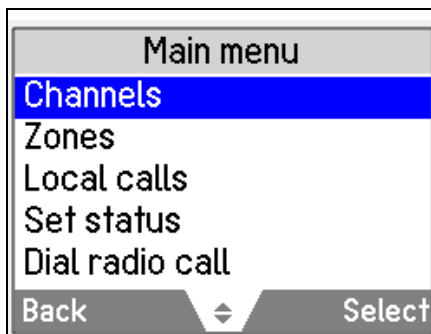 Main menu
Channels
Zones
Local calls
Set status
Dial radio call
Back Select